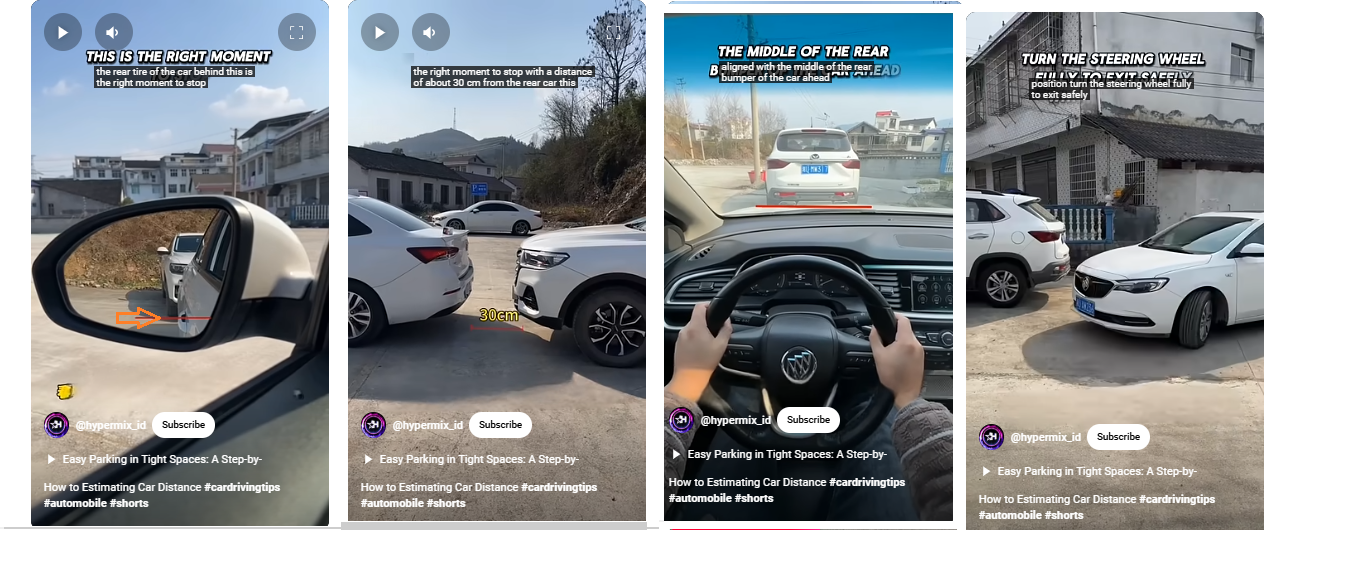 THIS IS THE RIGHT MOMENT
the rear tire of the car behind this is
the right moment to stop
@hypermix_id
Subscribe
Easy Parking in Tight Spaces: A Step-by-
How to Estimating Car Distance #cardrivingtips
#automobile #shorts
the right moment to stop with a distance
of about 30 cm from the rear car this
30cm
@hypermix_id
Subscribe
Easy Parking in Tight Spaces: A Step-by-
How to Estimating Car Distance #cardrivingtips
#automobile #shorts
THE MIDDLE OF THE REAR
aligned with the middle of the rear
bumper of the car ahead
AHEAD
@hypermix_id
Subscribe
Easy Parking in Tight Spaces: A Step-by-
How to Estimating Car Distance #cardrivingtips
#automobile #shorts
TURN THE STEERING WHEEL
FULLY TO EXIT SAFELY
position turn the steering wheel fully
to exit safely
@hypermix_id
Subscribe
Easy Parking in Tight Spaces: A Step-by-
How to Estimating Car Distance #cardrivingtips
#automobile #shorts